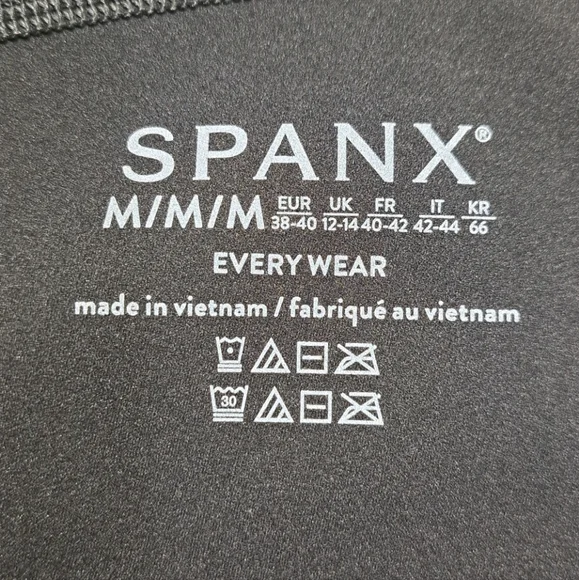 SPANX®
M/M/M EUR 38-40 UK 12-14 FR 40-42 IT 42-44 KR 66
EVERY WEAR
made in vietnam / fabriqué au vietnam
30